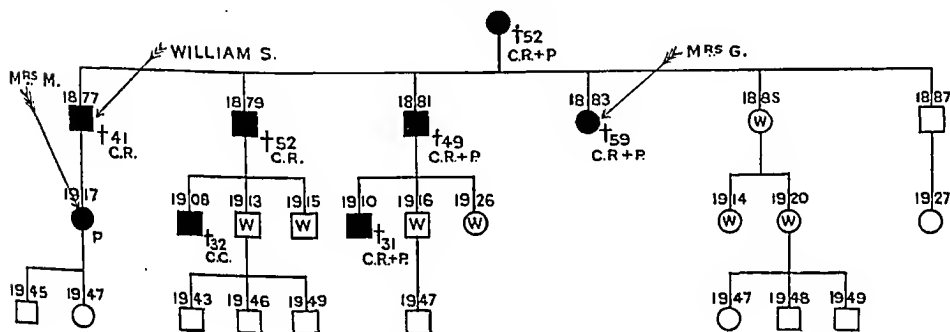 †52
C.R.+P.
WILLIAM S.
MRS G.
MRS M.
1877
1879
1881
1883
1885
1887
†41
C.R.
†52
C.R.
†49
C.R+P.
†59
C.R+P.
W
1917
1908
1913
1915
1910
1916
1926
1914
1920
1927
P
†32
C.C.
W
W
†31
C.R.+P.
W
W
W
W
1945
1947
1943
1946
1949
1947
1947
1948
1949